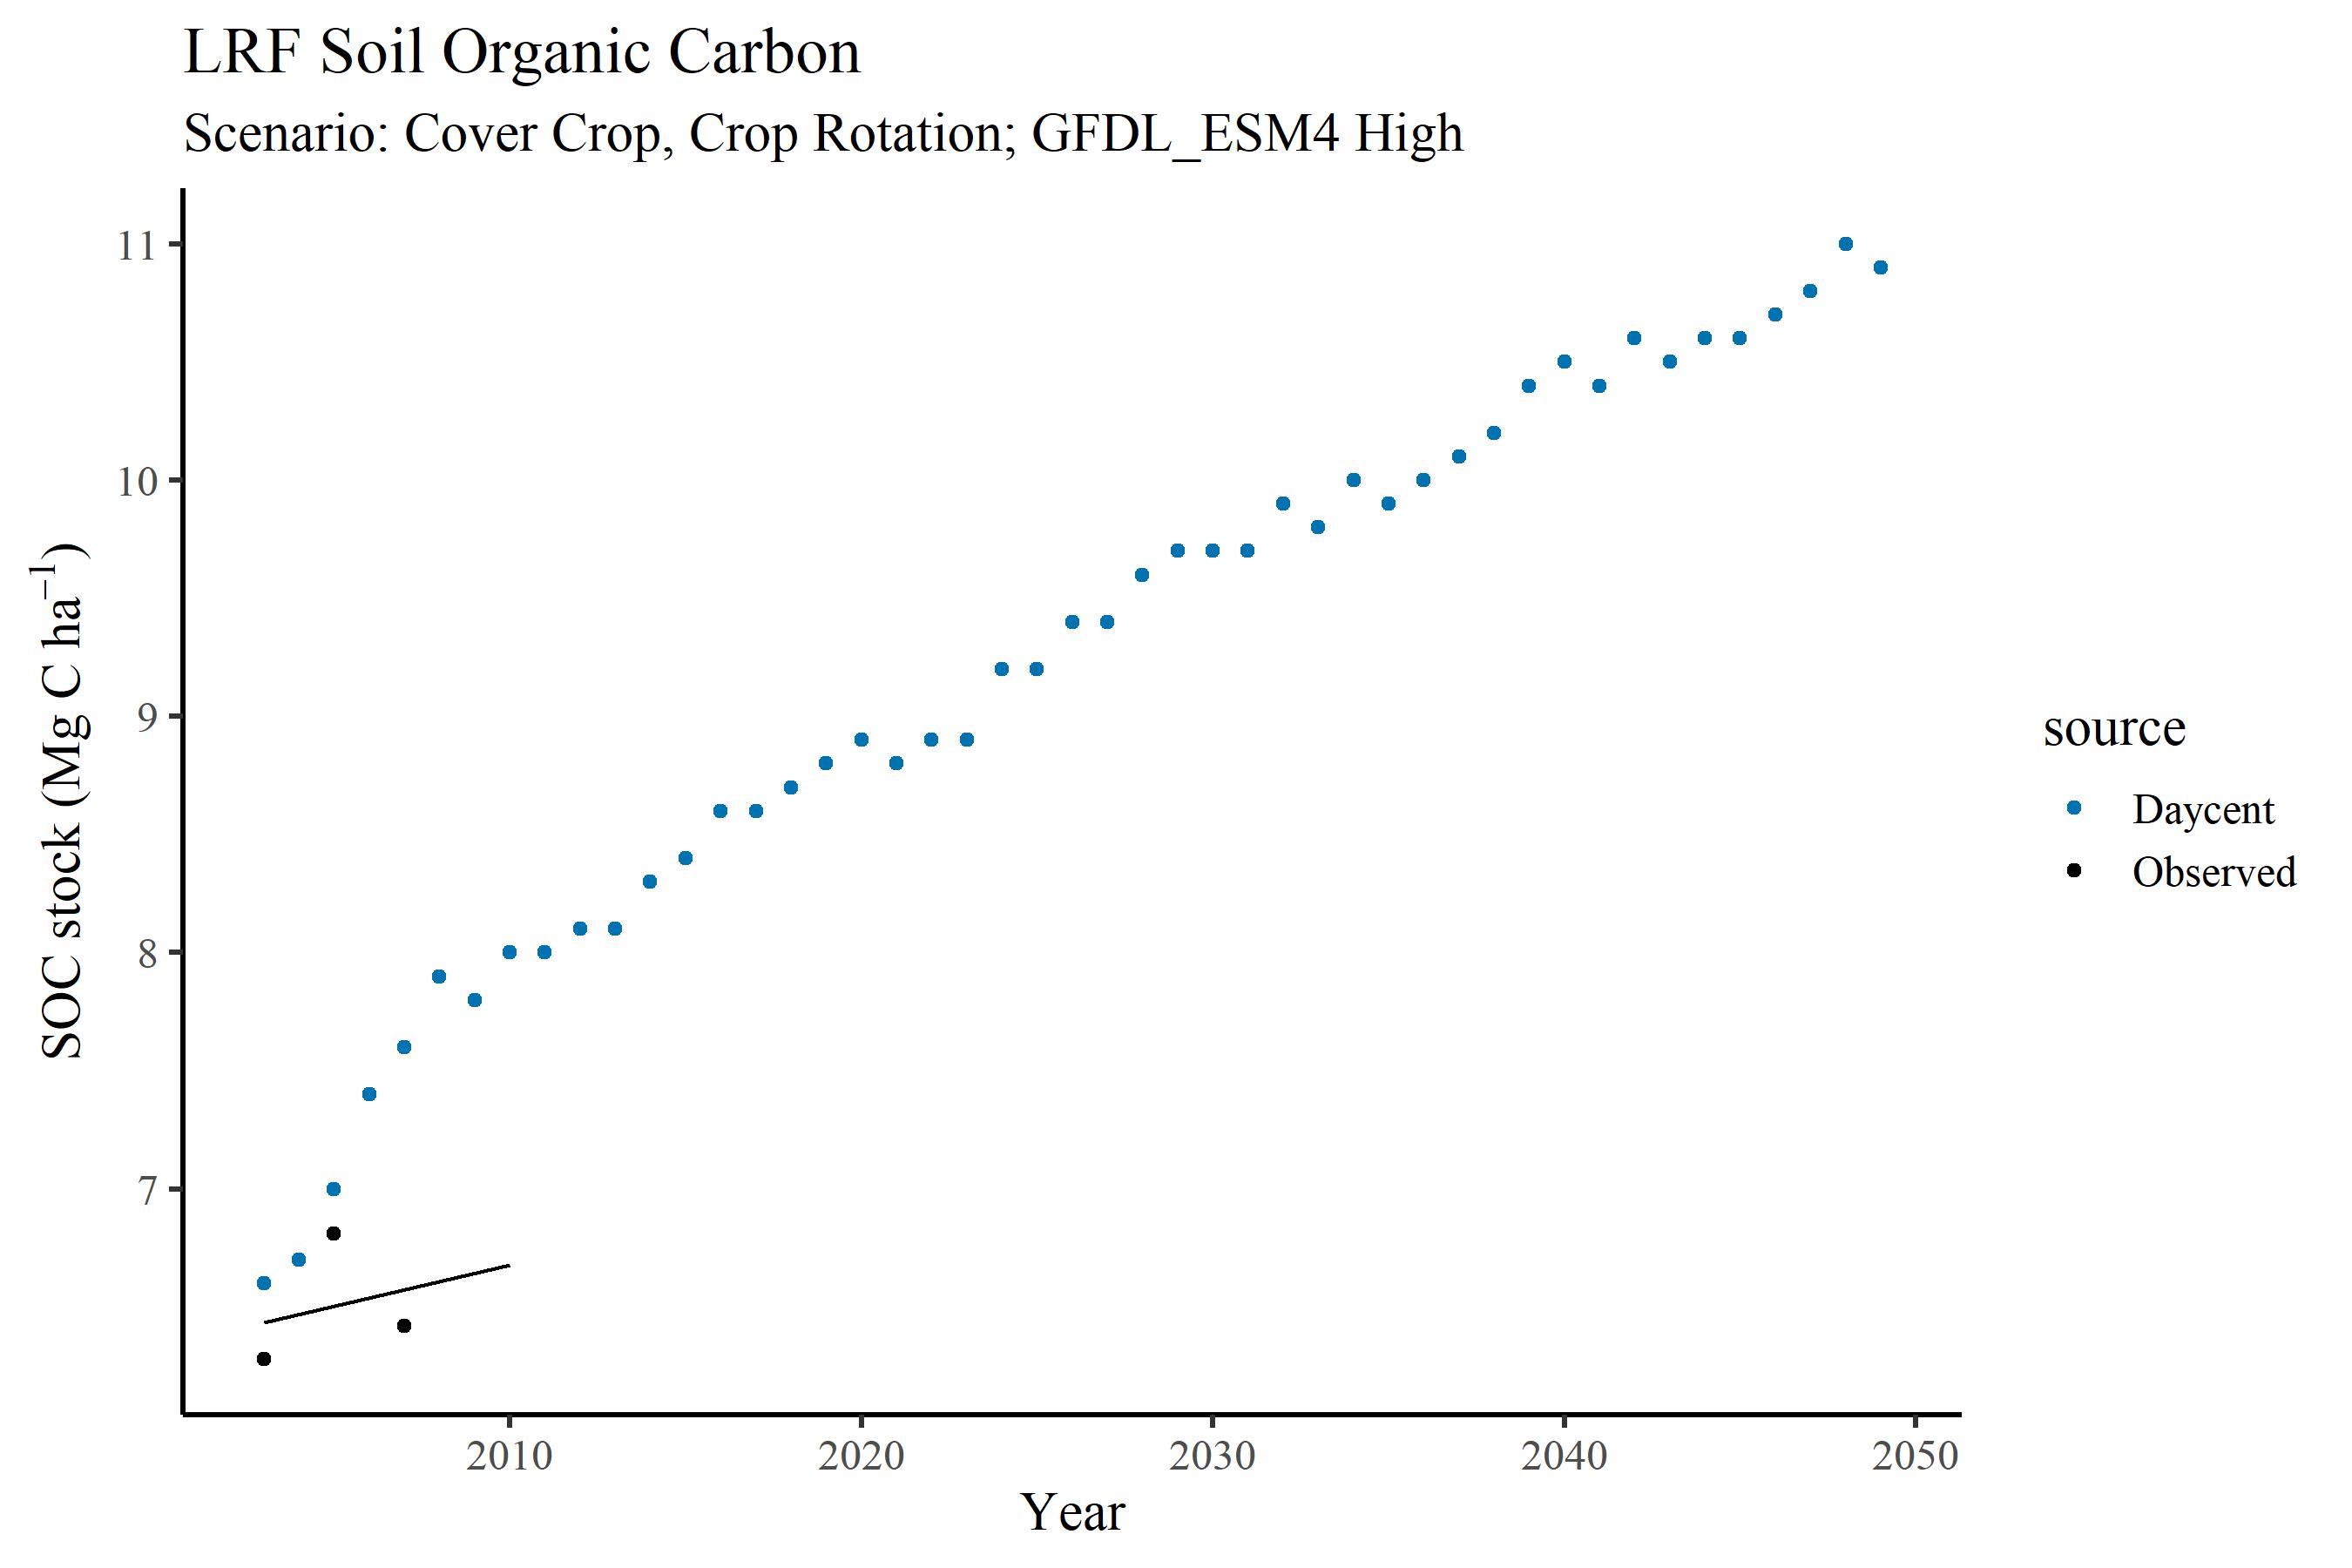 LRF Soil Organic Carbon
Scenario: Cover Crop, Crop Rotation; GFDL_ESM4 High
SOC stock (Mg C ha⁻¹)
11
10
9
8
7
2010 2020 2030 2040 2050
Year
source
Daycent
Observed